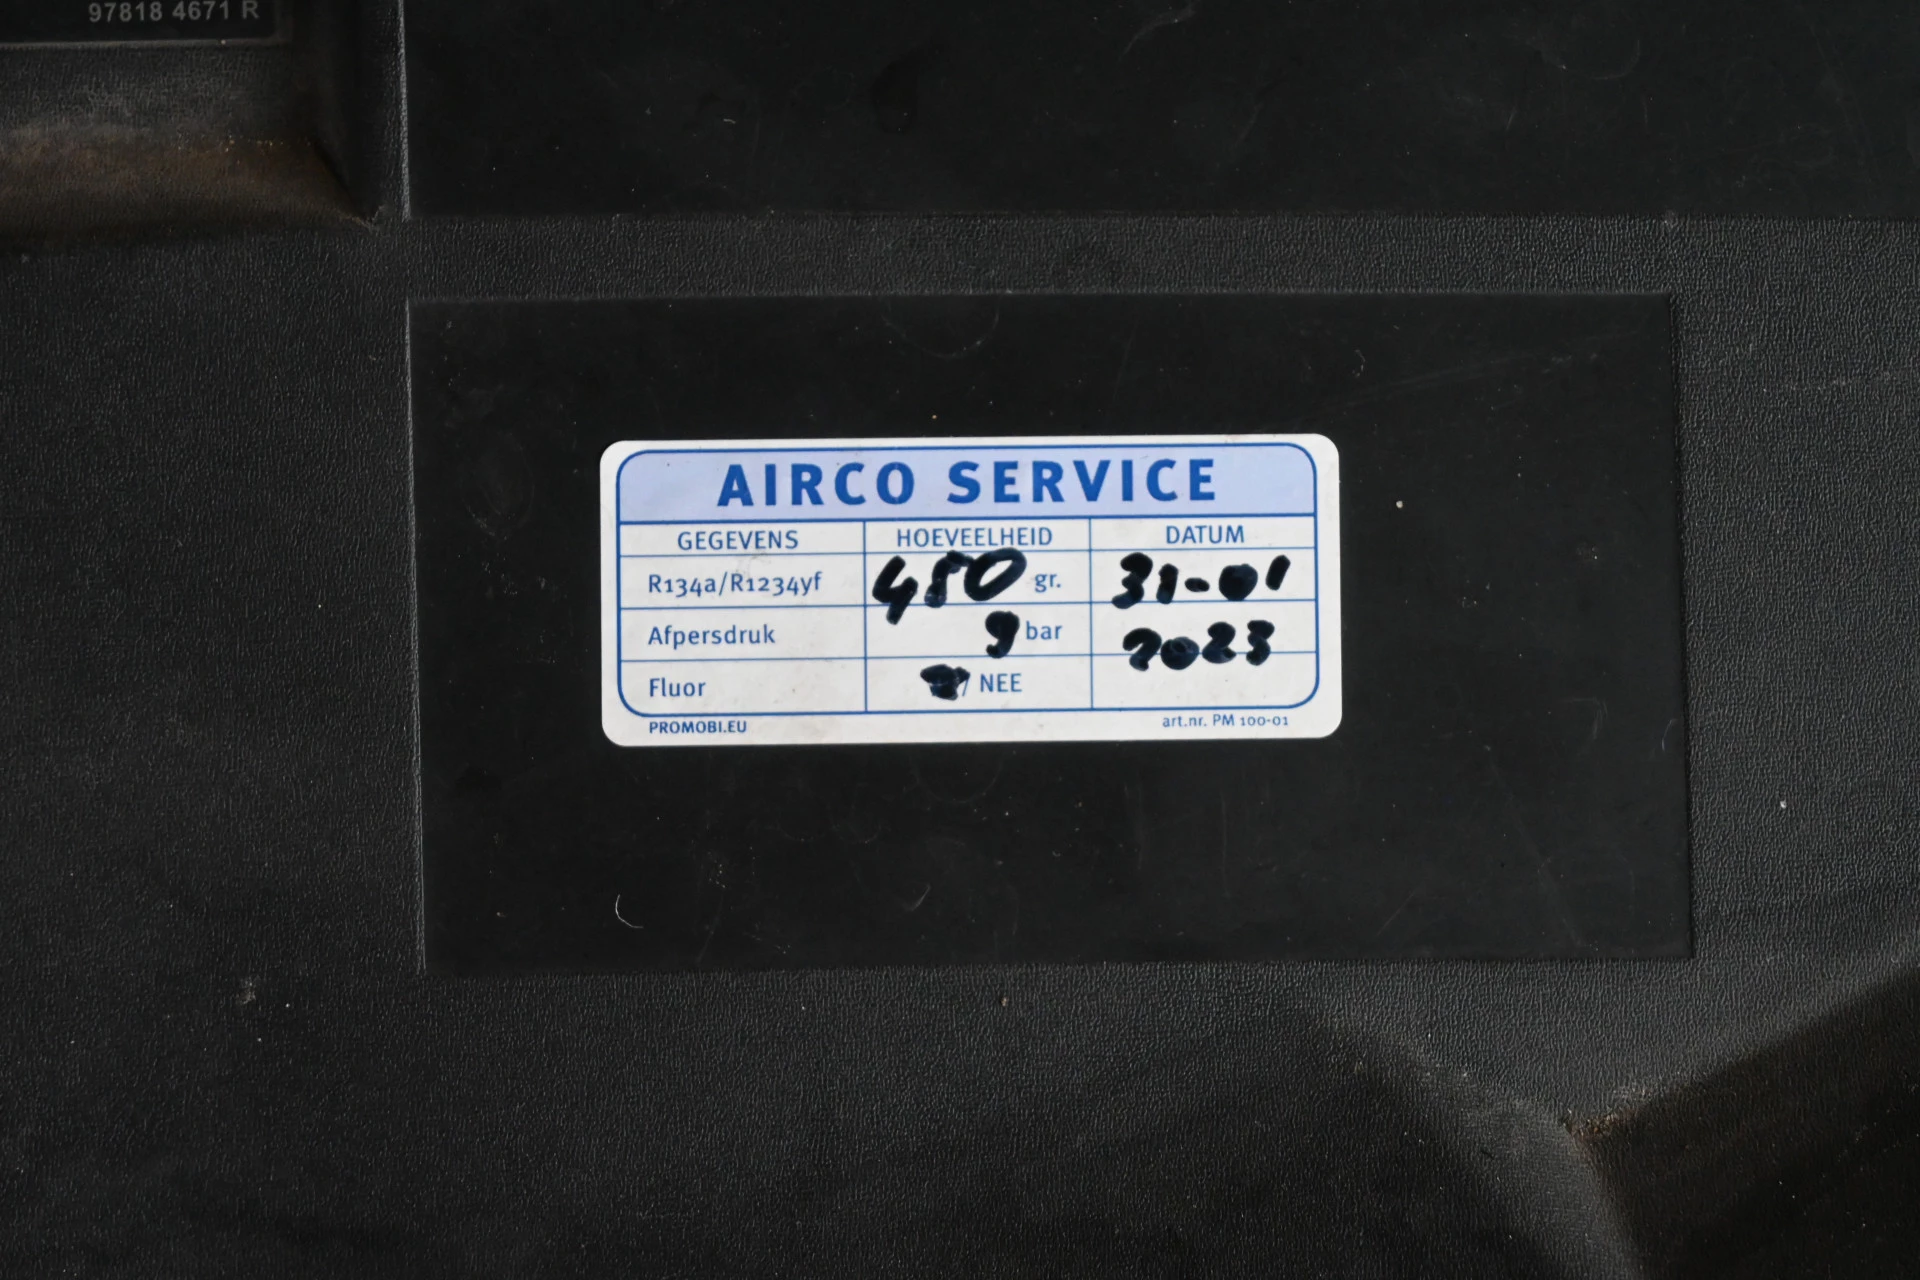 97818 4671 R
AIRCO SERVICE
GEGEVENS HOEVEELHEID DATUM
R134a/R1234yf 450 gr. 31-01
Afpersdruk 9 bar 2023
Fluor / NEE
PROMOBI.EU art.nr. PM 100-01